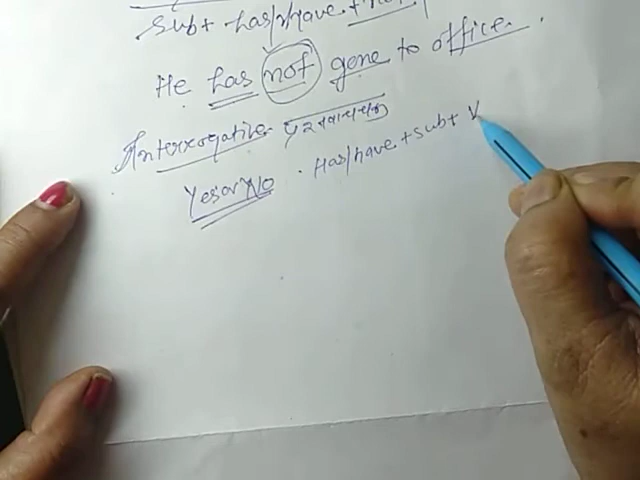 Sub+ has/have + not
He has not gone to office.
Interrogative प्रश्नवाचक
Yes or No . Has/have + sub + V